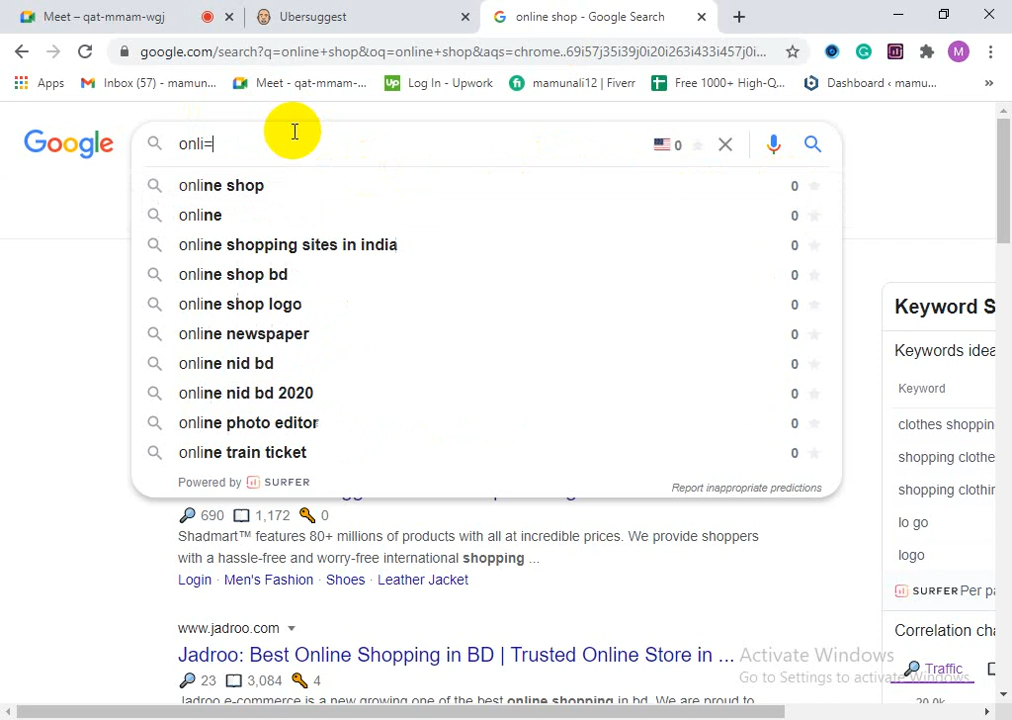 Meet – qat-mmam-wgj
Ubersuggest
online shop - Google Search
google.com/search?q=online+shop&oq=online+shop&aqs=chrome..69i57j35i39j0i20i263i433i457j0i...
M
Apps
Inbox (57) - mamun...
Meet - qat-mmam-...
Up
Log In - Upwork
fi
mamunali12 | Fiverr
Free 1000+ High-Q...
Dashboard ‹ mamu...
»
Google
onli=
0
online shop
0
online
0
online shopping sites in india
0
online shop bd
0
online shop logo
0
online newspaper
0
online nid bd
0
online nid bd 2020
0
online photo editor
0
online train ticket
0
Powered by SURFER
Report inappropriate predictions
690 1,172 0
Shadmart™ features 80+ millions of products with all at incredible prices. We provide shoppers
with a hassle-free and worry-free international shopping ...
Login · Men's Fashion · Shoes · Leather Jacket
www.jadroo.com
Jadroo: Best Online Shopping in BD | Trusted Online Store in ...
23 3,084 4
Jadroo e-commerce is a new growing one of the best online shopping in bd. We are proud to
Keyword S
Keywords idea
Keyword
clothes shoppin
shopping clothe
shopping clothin
lo go
logo
SURFER Per pa
Correlation cha
Traffic
Activate Windows
Go to Settings to activate Windows.